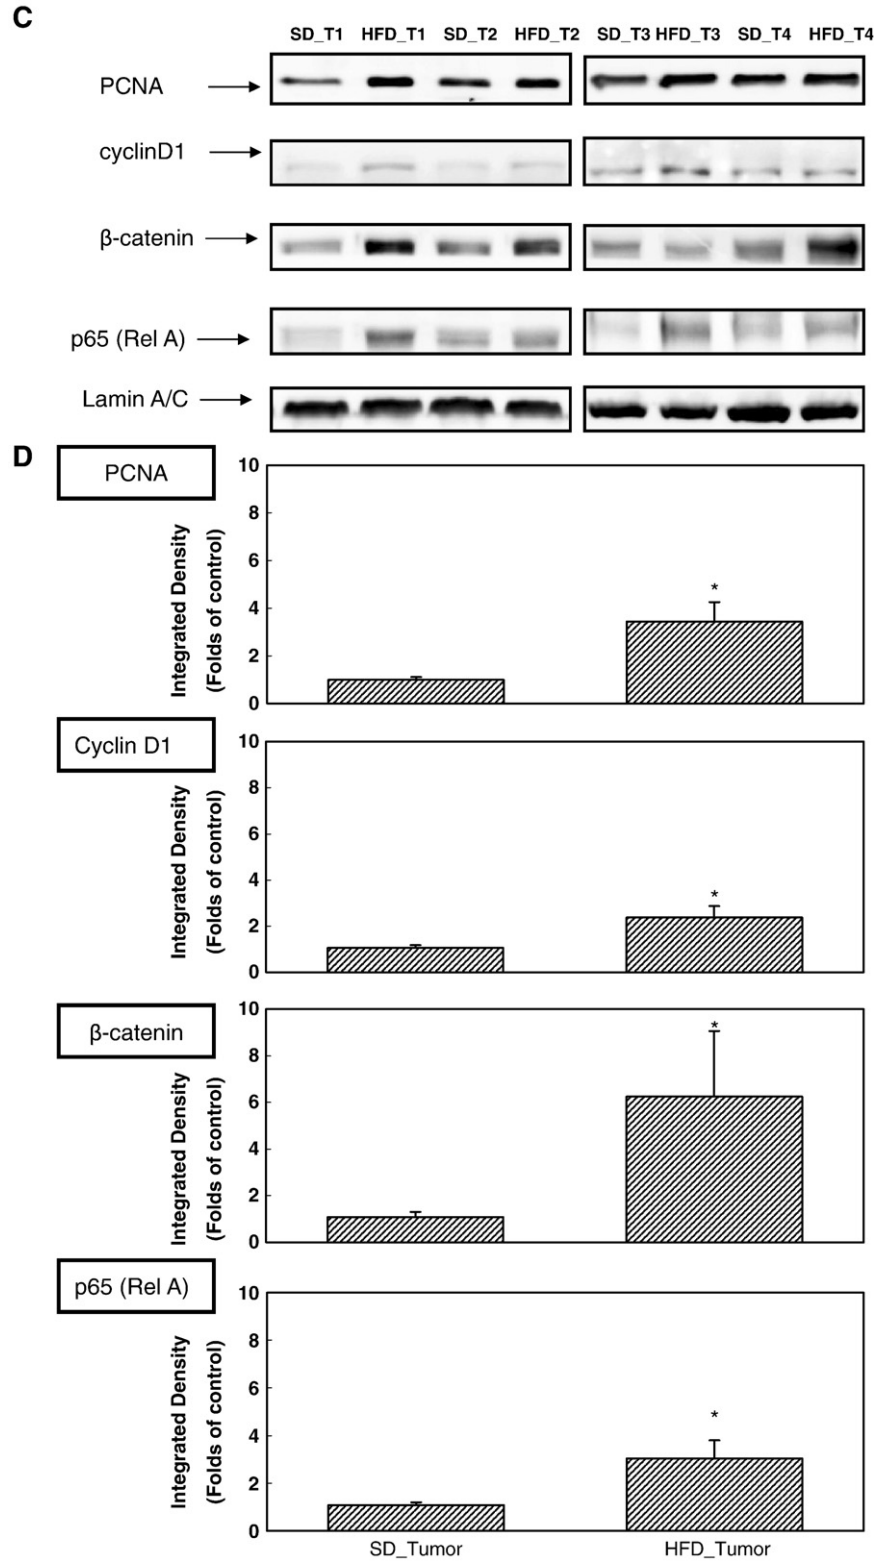 C
SD_T1 HFD_T1 SD_T2 HFD_T2 SD_T3 HFD_T3 SD_T4 HFD_T4
PCNA
cyclinD1
β-catenin
p65 (Rel A)
Lamin A/C
D
PCNA
Integrated Density
(Folds of control)
10
8
6
4
2
0
*
Cyclin D1
Integrated Density
(Folds of control)
10
8
6
4
2
0
*
β-catenin
Integrated Density
(Folds of control)
10
8
6
4
2
0
*
p65 (Rel A)
Integrated Density
(Folds of control)
10
8
6
4
2
0
*
SD_Tumor HFD_Tumor